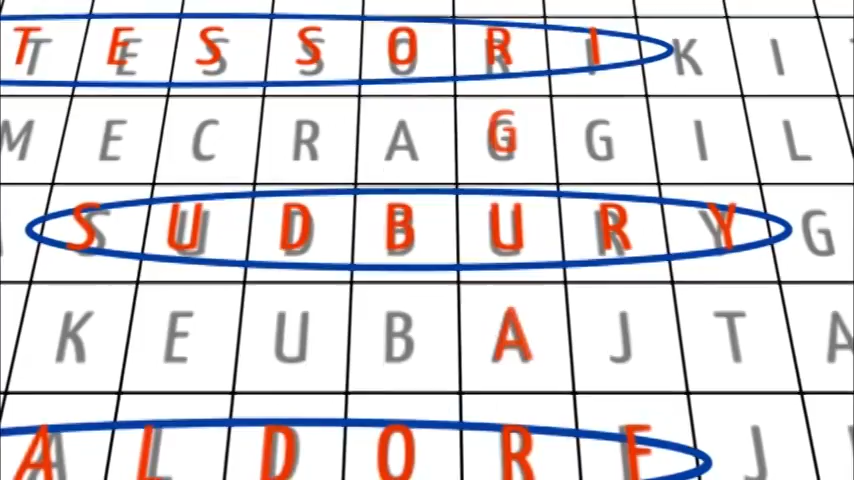 TESSORIKI
MECRAGGIL
SUDBURYG
KEUBAJTA
ALDORFJ